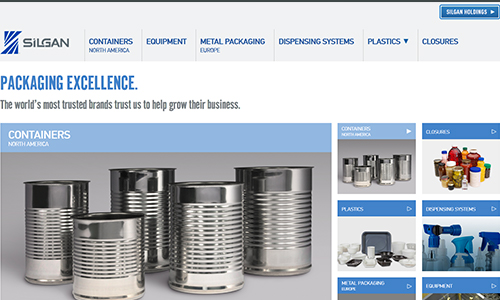 SILGAN HOLDINGS
SILGAN
CONTAINERS
NORTH AMERICA
EQUIPMENT
METAL PACKAGING
EUROPE
DISPENSING SYSTEMS
PLASTICS ▼
CLOSURES
PACKAGING EXCELLENCE.
The world's most trusted brands trust us to help grow their business.
CONTAINERS
NORTH AMERICA
CONTAINERS
NORTH AMERICA
CLOSURES
PLASTICS
DISPENSING SYSTEMS
METAL PACKAGING
EUROPE
EQUIPMENT